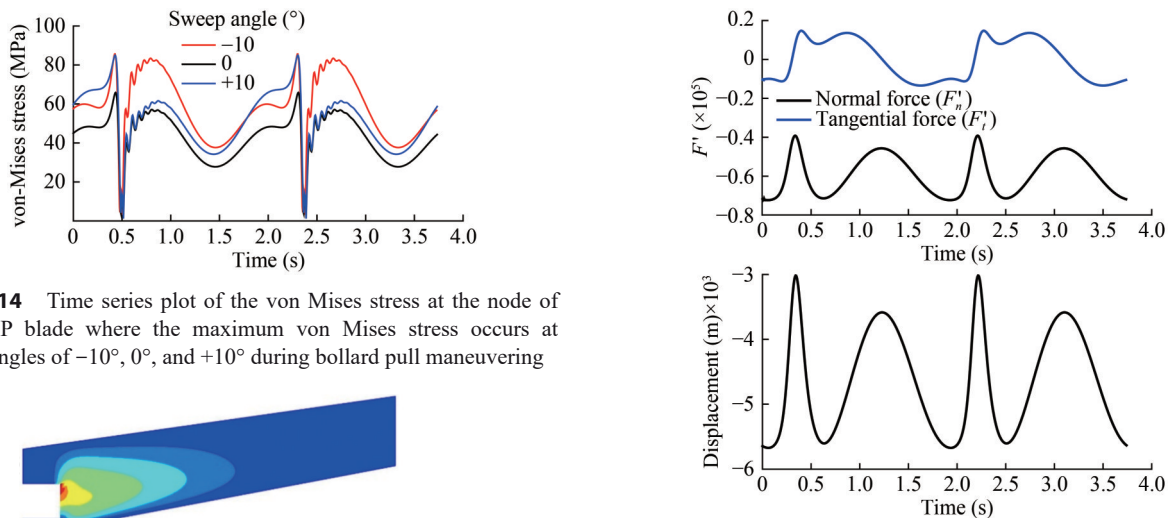 Sweep angle (°)
−10
0
+10
von-Mises stress (MPa)
100
80
60
40
20
0 0.5 1.0 1.5 2.0 2.5 3.0 3.5 4.0
Time (s)
14 Time series plot of the von Mises stress at the node of
P blade where the maximum von Mises stress occurs at
ngles of −10°, 0°, and +10° during bollard pull maneuvering
F' (×10⁵)
0.2
0
−0.2
−0.4
−0.6
−0.8
Normal force (F'ₙ)
Tangential force (F'ₜ)
0 0.5 1.0 1.5 2.0 2.5 3.0 3.5 4.0
Time (s)
Displacement (m)×10³
−3
−4
−5
−6
0 0.5 1.0 1.5 2.0 2.5 3.0 3.5 4.0
Time (s)